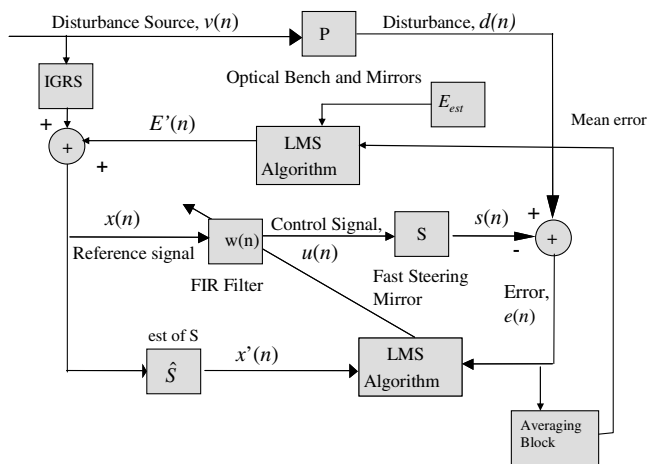 Disturbance Source, v(n)
Disturbance, d(n)
P
IGRS
Optical Bench and Mirrors
E_est
Mean error
E'(n)
LMS
Algorithm
+
+
+
x(n)
Reference signal
w(n)
FIR Filter
Control Signal,
u(n)
S
Fast Steering
Mirror
s(n)
+
-
+
Error,
e(n)
est of S
Ŝ
x'(n)
LMS
Algorithm
Averaging
Block